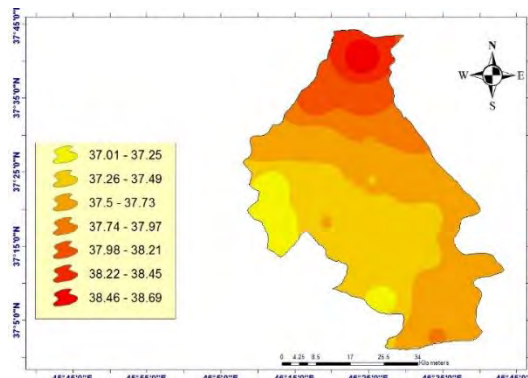 37°45'0"N
37°35'0"N
37°25'0"N
37°15'0"N
37°5'0"N
N
W E
S
37.01 - 37.25
37.26 - 37.49
37.5 - 37.73
37.74 - 37.97
37.98 - 38.21
38.22 - 38.45
38.46 - 38.69
0 4.25 8.5 17 25.5 34